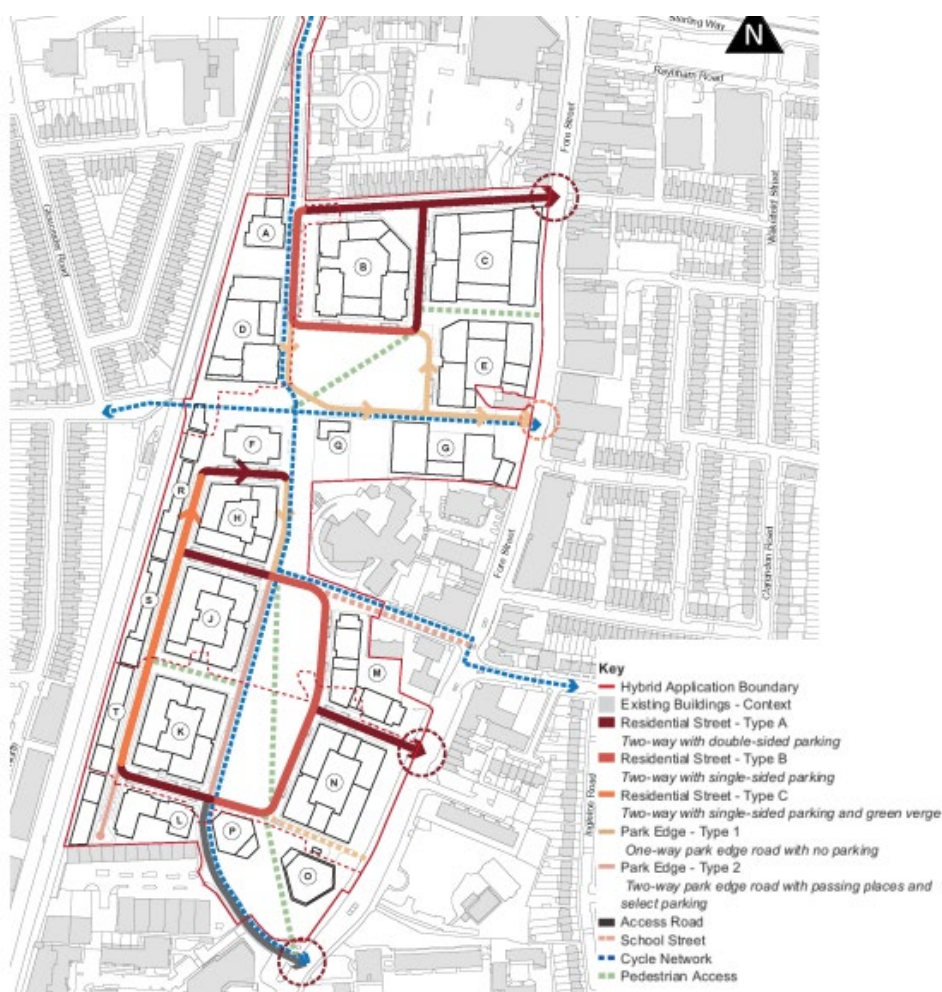 Sterling Way
N
Raynham Road
Fore Street
Wakefield Street
Gloucester Road
A
B
C
D
E
F
G
G
R
H
Fore Street
Clarendon Road
S
J
M
T
K
N
L
P
O
Ingleton Road
Key
Hybrid Application Boundary
Existing Buildings - Context
Residential Street - Type A
Two-way with double-sided parking
Residential Street - Type B
Two-way with single-sided parking
Residential Street - Type C
Two-way with single-sided parking and green verge
Park Edge - Type 1
One-way park edge road with no parking
Park Edge - Type 2
Two-way park edge road with passing places and
select parking
Access Road
School Street
Cycle Network
Pedestrian Access